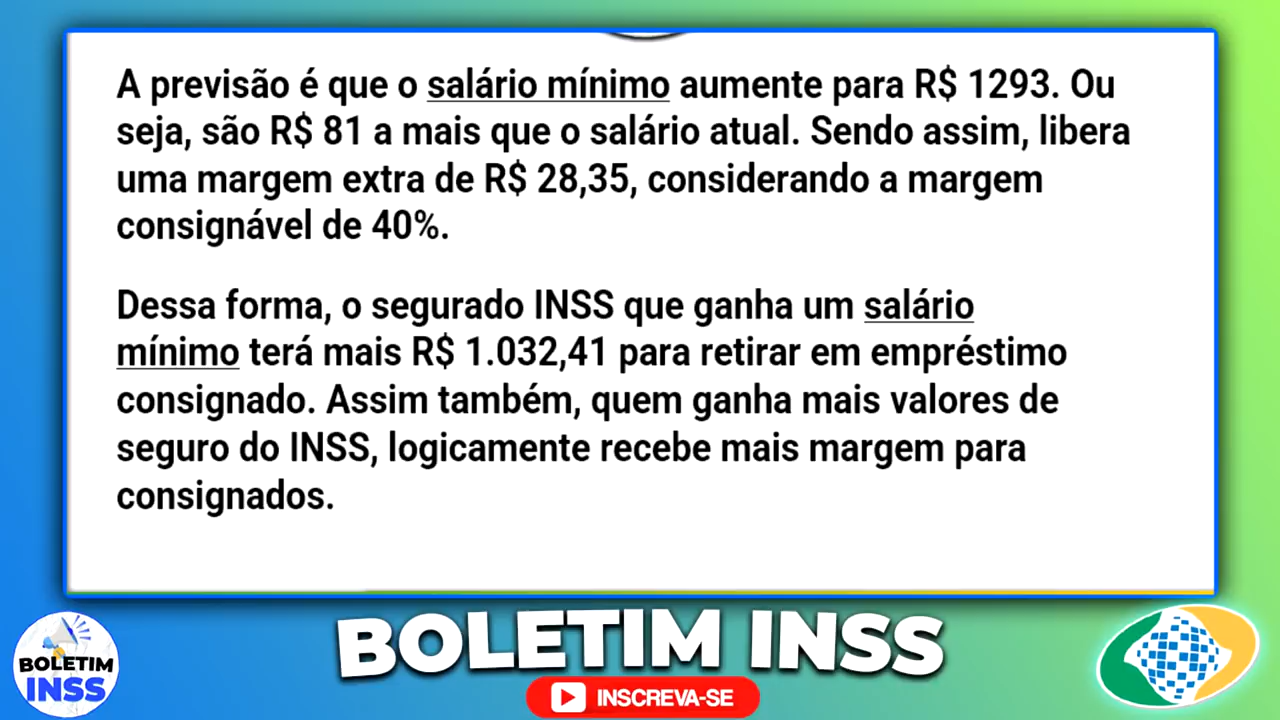 A previsão é que o salário mínimo aumente para R$ 1293. Ou
seja, são R$ 81 a mais que o salário atual. Sendo assim, libera
uma margem extra de R$ 28,35, considerando a margem
consignável de 40%.
Dessa forma, o segurado INSS que ganha um salário
mínimo terá mais R$ 1.032,41 para retirar em empréstimo
consignado. Assim também, quem ganha mais valores de
seguro do INSS, logicamente recebe mais margem para
consignados.
BOLETIM
INSS
BOLETIM INSS
INSCREVA-SE